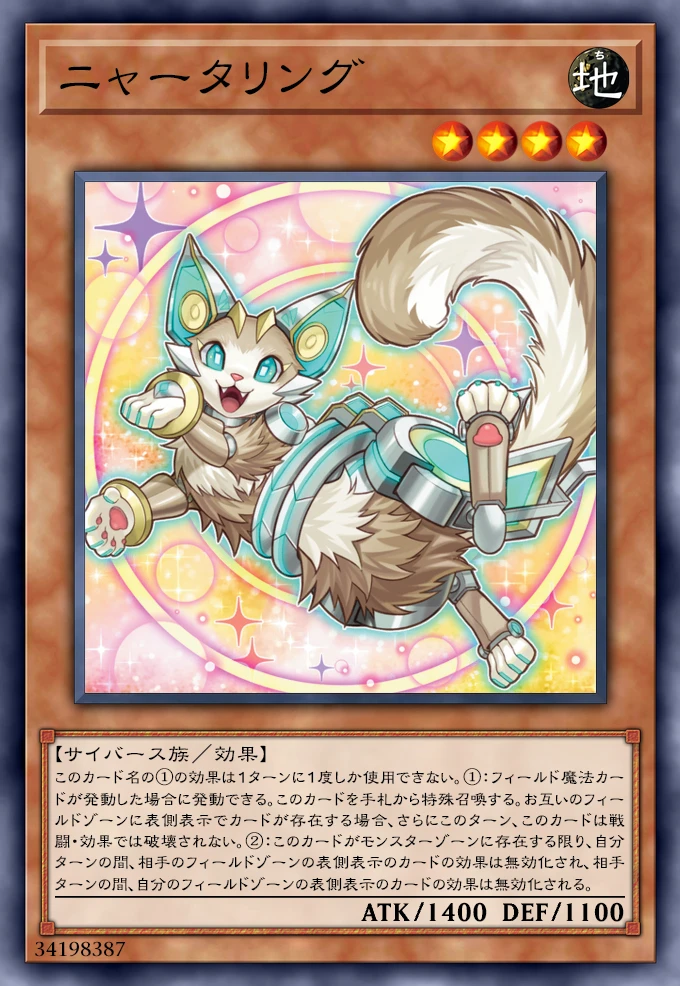 ニャータリング
ち
地
【サイバース族／効果】
このカード名の①の効果は1ターンに1度しか使用できない。①：フィールド魔法カー
ドが発動した場合に発動できる。このカードを手札から特殊召喚する。お互いのフィー
ルドゾーンに表側表示でカードが存在する場合、さらにこのターン、このカードは戦
闘・効果では破壊されない。②：このカードがモンスターゾーンに存在する限り、自分
ターンの間、相手のフィールドゾーンの表側表示のカードの効果は無効化され、相手
ターンの間、自分のフィールドゾーンの表側表示のカードの効果は無効化される。
ATK/1400 DEF/1100
34198387